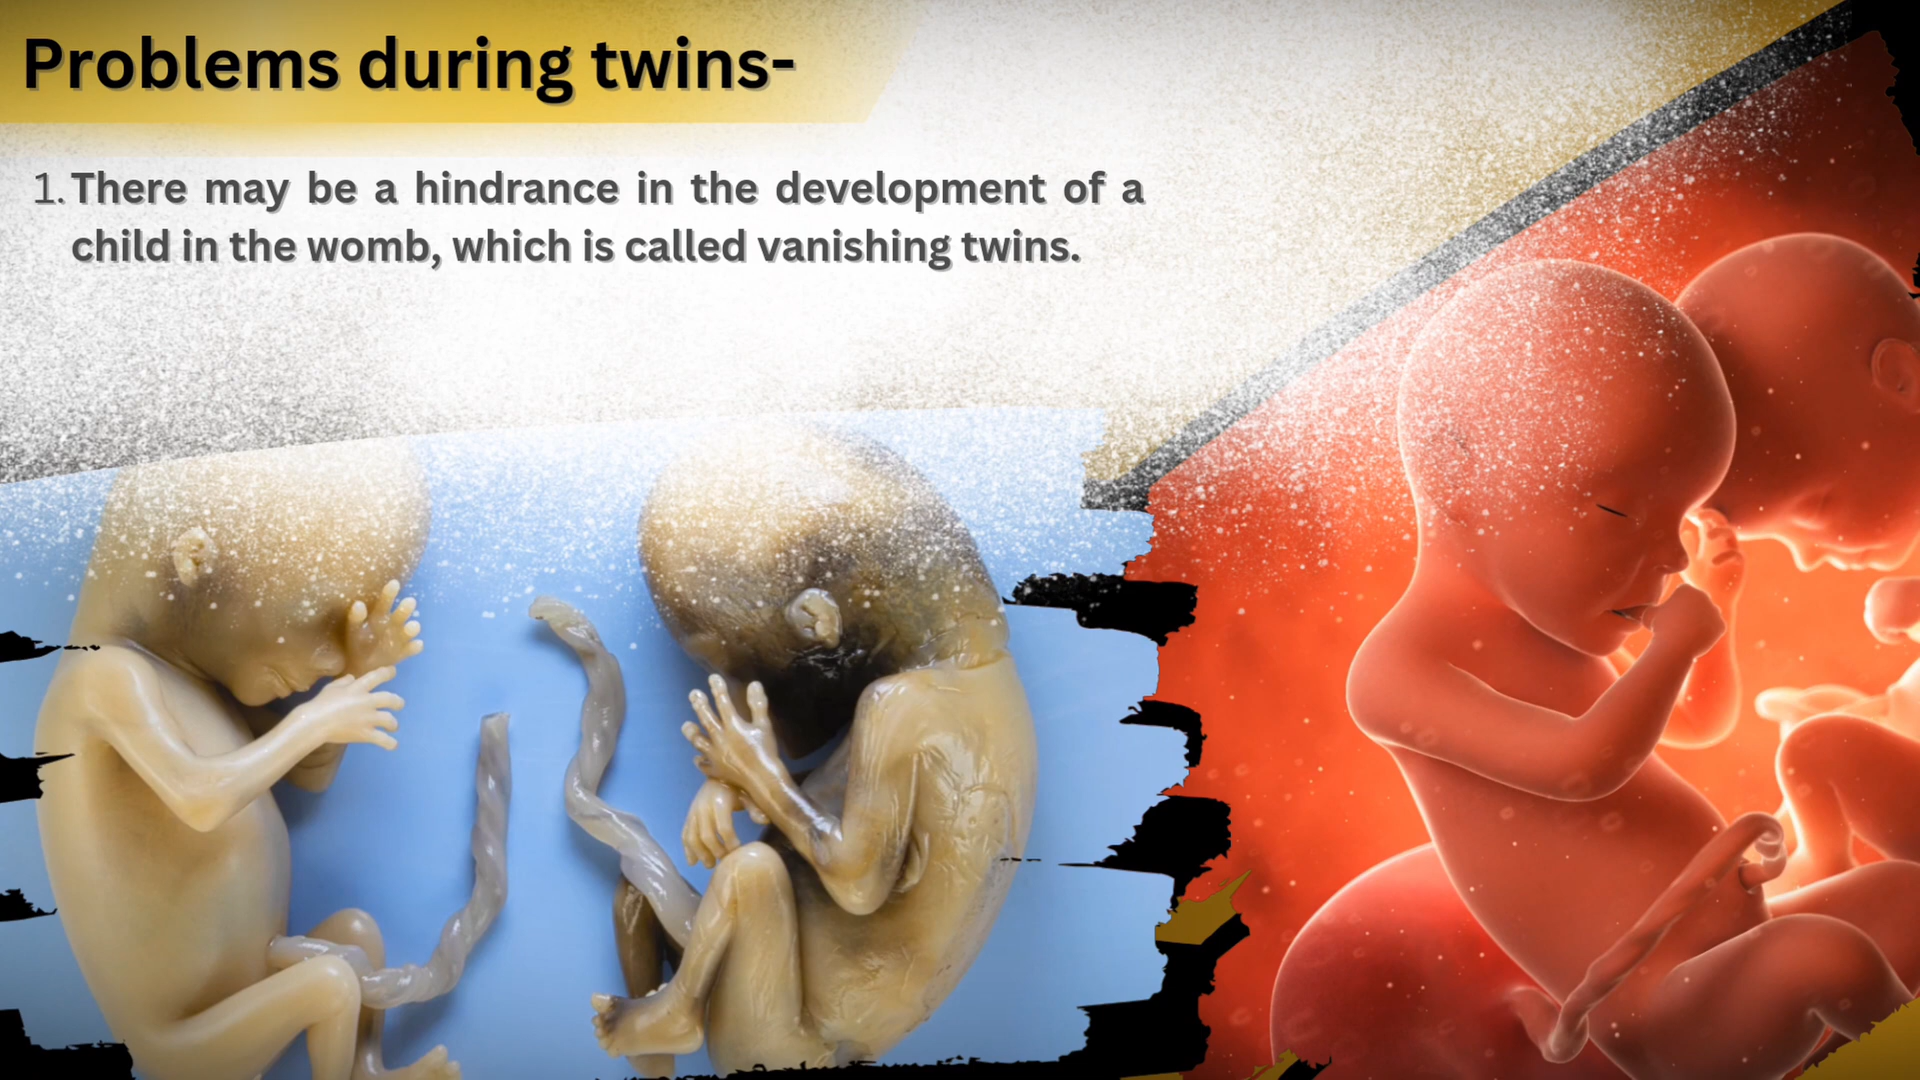 Problems during twins-
1. There may be a hindrance in the development of a
child in the womb, which is called vanishing twins.